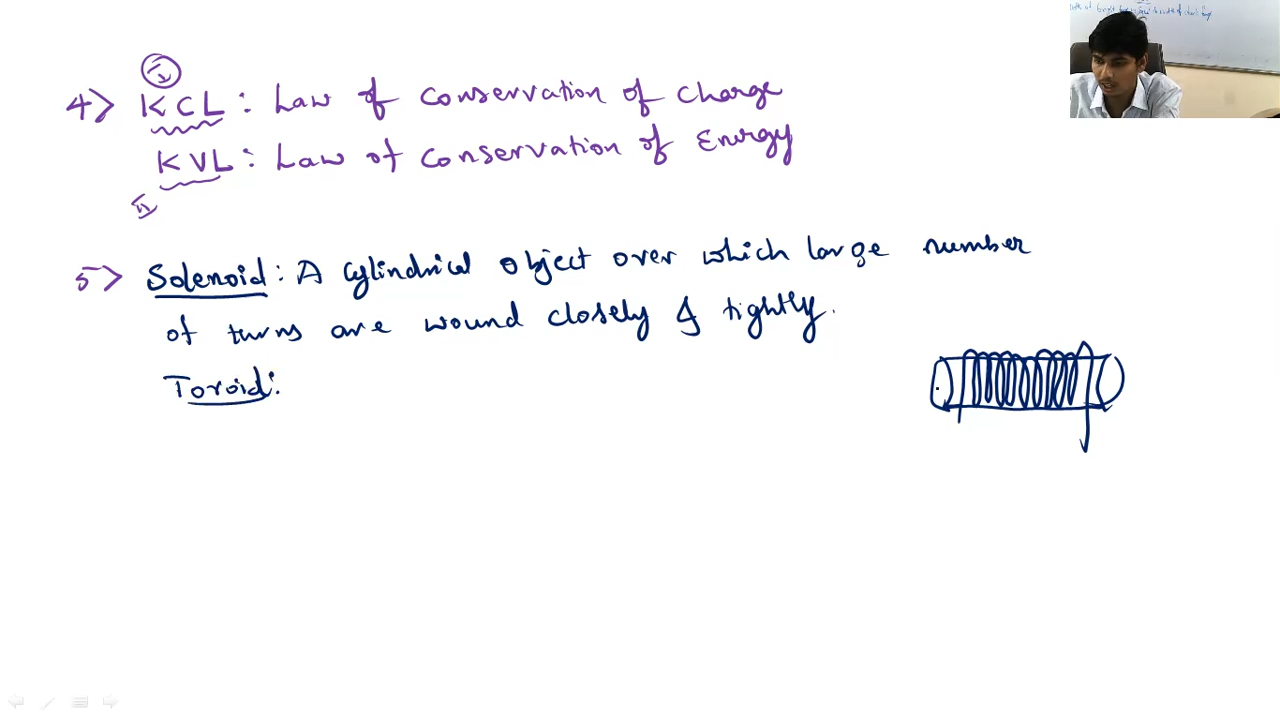 I
4> KCL : Law of conservation of charge
KVL : Law of conservation of Energy
II
5> Solenoid : A cylindrical object over which large number
of turns are wound closely & tightly.
Toroid :